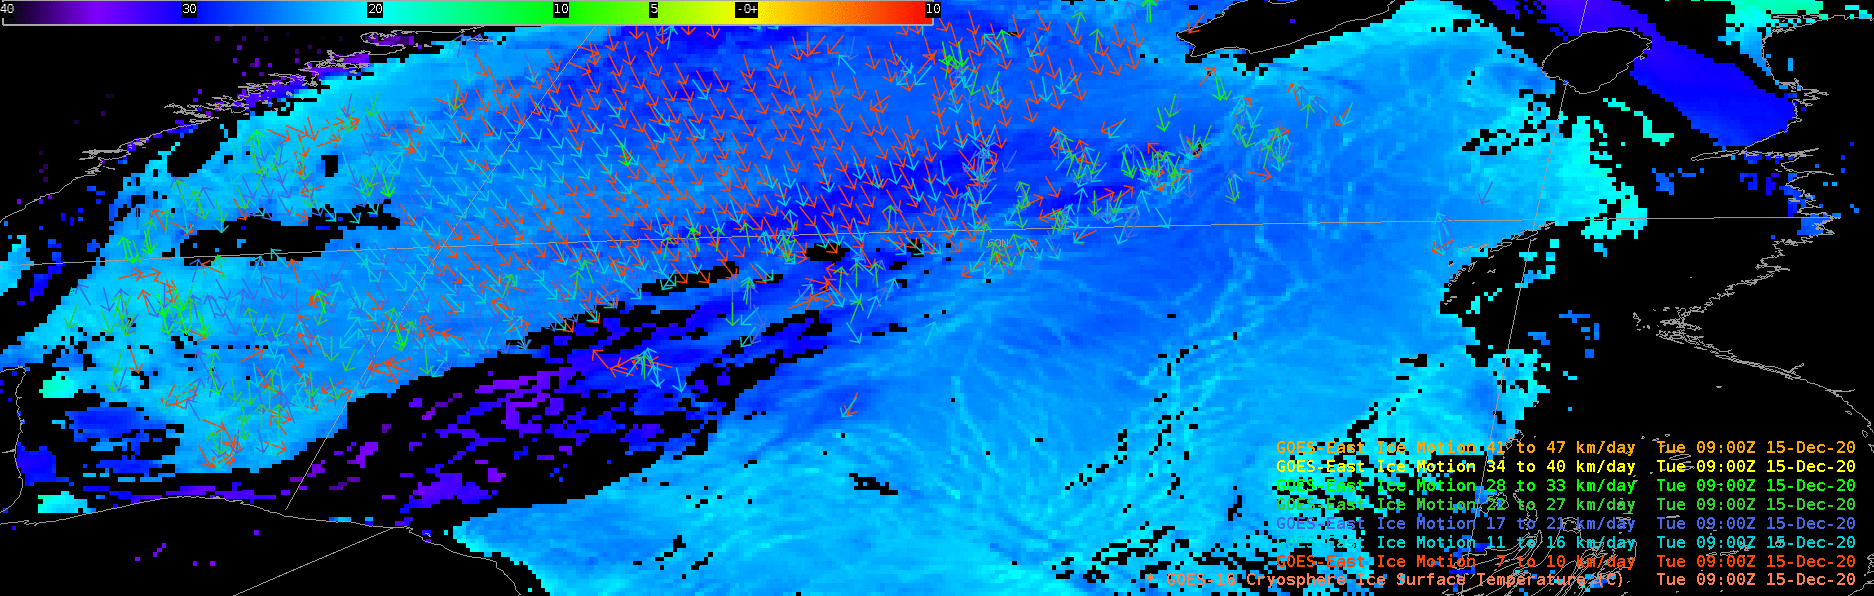 40 30 20 10 5 -0+ 10
GOES-East Ice Motion 41 to 47 km/day Tue 09:00Z 15-Dec-20
GOES-East Ice Motion 34 to 40 km/day Tue 09:00Z 15-Dec-20
GOES-East Ice Motion 28 to 33 km/day Tue 09:00Z 15-Dec-20
GOES-East Ice Motion 22 to 27 km/day Tue 09:00Z 15-Dec-20
GOES-East Ice Motion 17 to 21 km/day Tue 09:00Z 15-Dec-20
GOES-East Ice Motion 11 to 16 km/day Tue 09:00Z 15-Dec-20
GOES-East Ice Motion 7 to 10 km/day Tue 09:00Z 15-Dec-20
* GOES-16 Cryosphere Ice Surface Temperature (C) Tue 09:00Z 15-Dec-20